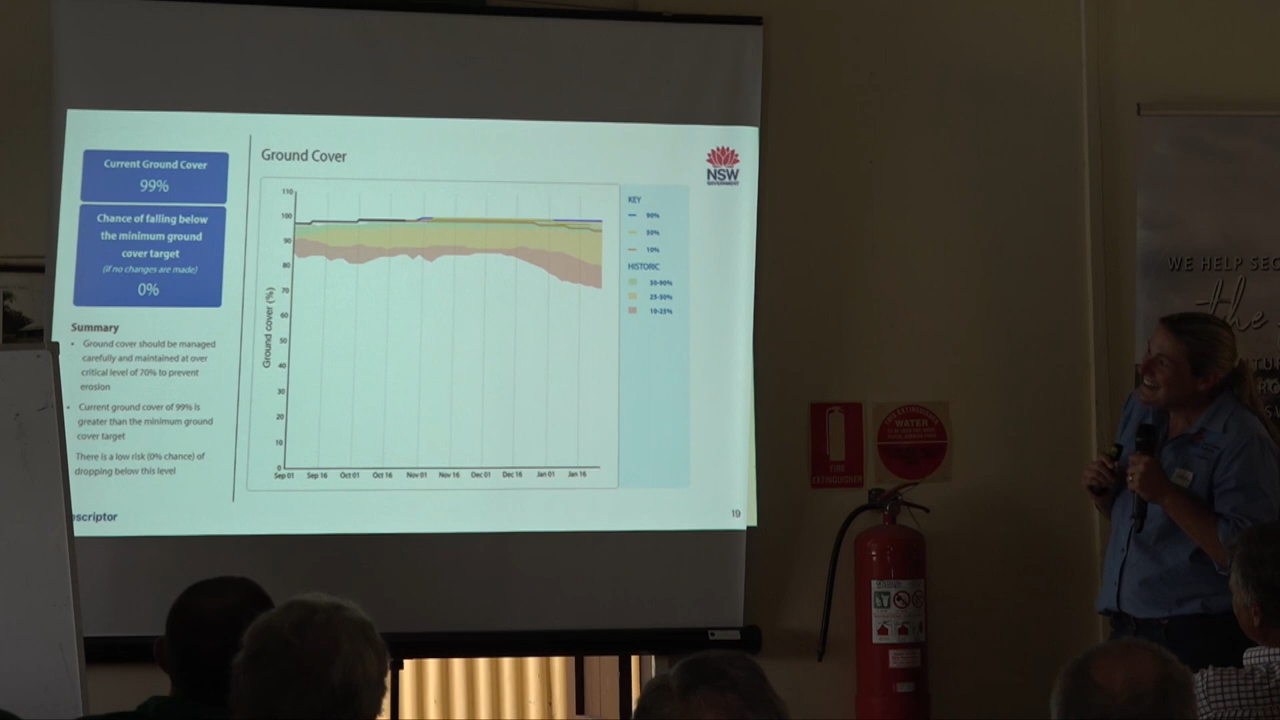 Current Ground Cover
99%
Chance of falling below
the minimum ground
cover target
(if no changes are made)
0%
Summary
• Ground cover should be managed
carefully and maintained at over
critical level of 70% to prevent
erosion
• Current ground cover of 99% is
greater than the minimum ground
cover target
There is a low risk (0% chance) of
dropping below this level
escriptor
Ground Cover
NSW
GOVERNMENT
Ground cover (%)
110
100
90
80
70
60
50
40
30
20
10
0
Sep 01 Sep 16 Oct 01 Oct 16 Nov 01 Nov 16 Dec 01 Dec 16 Jan 01 Jan 16
KEY
90%
50%
10%
HISTORIC
50-90%
25-50%
10-25%
19
WE HELP SEC
the
FIRE
EXTINGUISHER
FIRE EXTINGUISHER
WATER